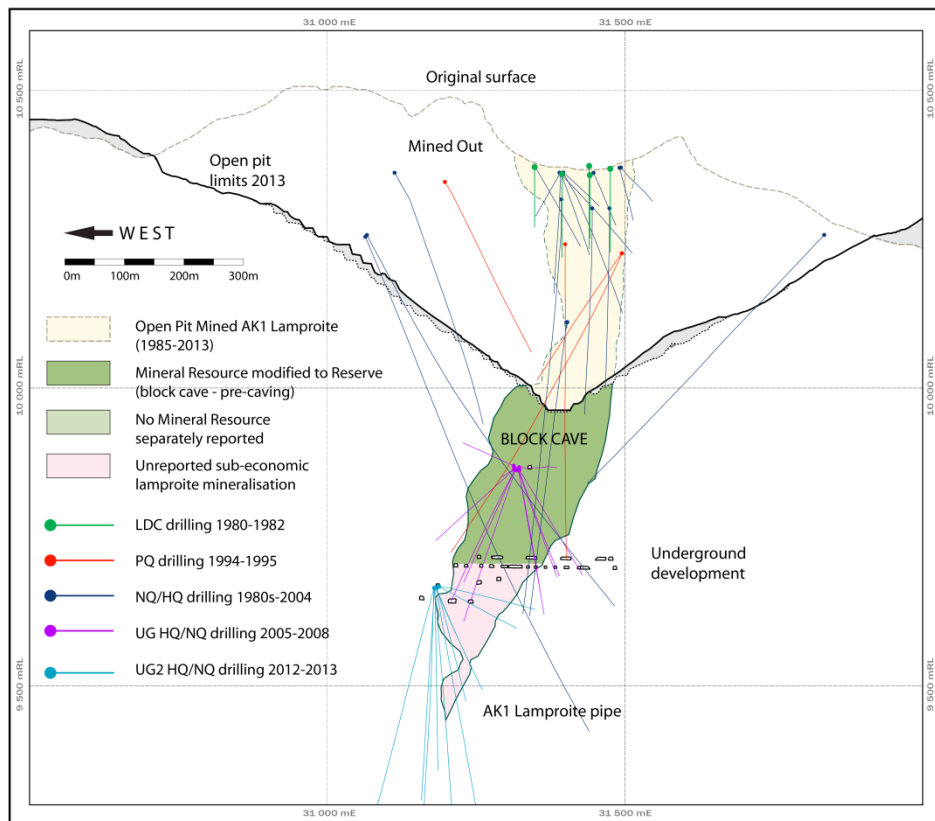 31 000 mE
31 500 mE
10 500 mRL
10 500 mRL
Original surface
Mined Out
Open pit
limits 2013
WEST
0m 100m 200m 300m
Open Pit Mined AK1 Lamproite
(1985-2013)
Mineral Resource modified to Reserve
(block cave - pre-caving)
10 000 mRL
10 000 mRL
No Mineral Resource
separately reported
BLOCK CAVE
Unreported sub-economic
lamproite mineralisation
LDC drilling 1980-1982
PQ drilling 1994-1995
Underground
development
NQ/HQ drilling 1980s-2004
UG HQ/NQ drilling 2005-2008
UG2 HQ/NQ drilling 2012-2013
9 500 mRL
9 500 mRL
AK1 Lamproite pipe
31 000 mE
31 500 mE